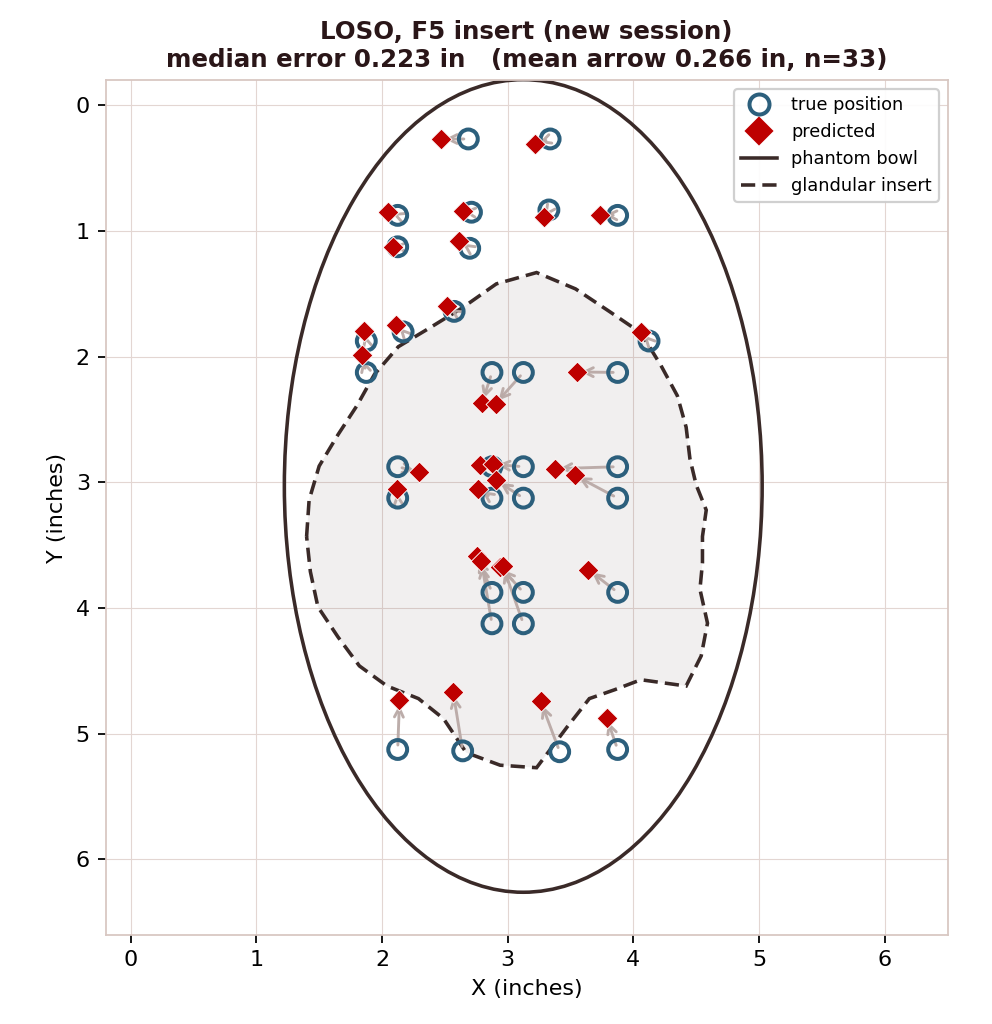 LOSO, F5 insert (new session)
median error 0.223 in   (mean arrow 0.266 in, n=33)
true position
predicted
phantom bowl
glandular insert
0
1
2
3
4
5
6
Y (inches)
0 1 2 3 4 5 6
X (inches)